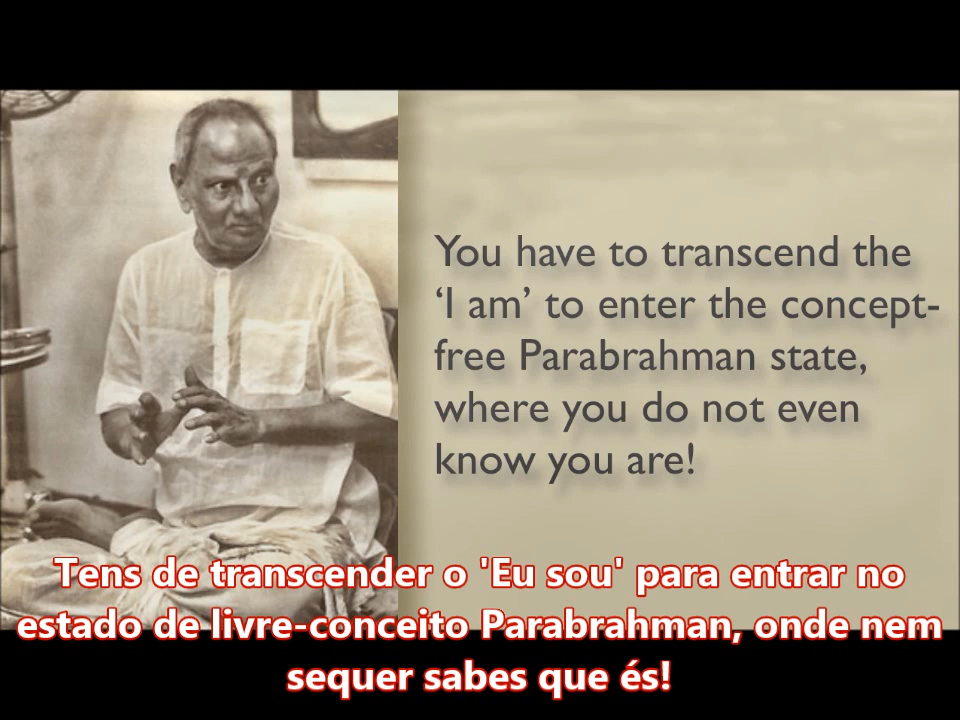 You have to transcend the
‘I am’ to enter the concept-
free Parabrahman state,
where you do not even
know you are!
Tens de transcender o 'Eu sou' para entrar no
estado de livre-conceito Parabrahman, onde nem
sequer sabes que és!